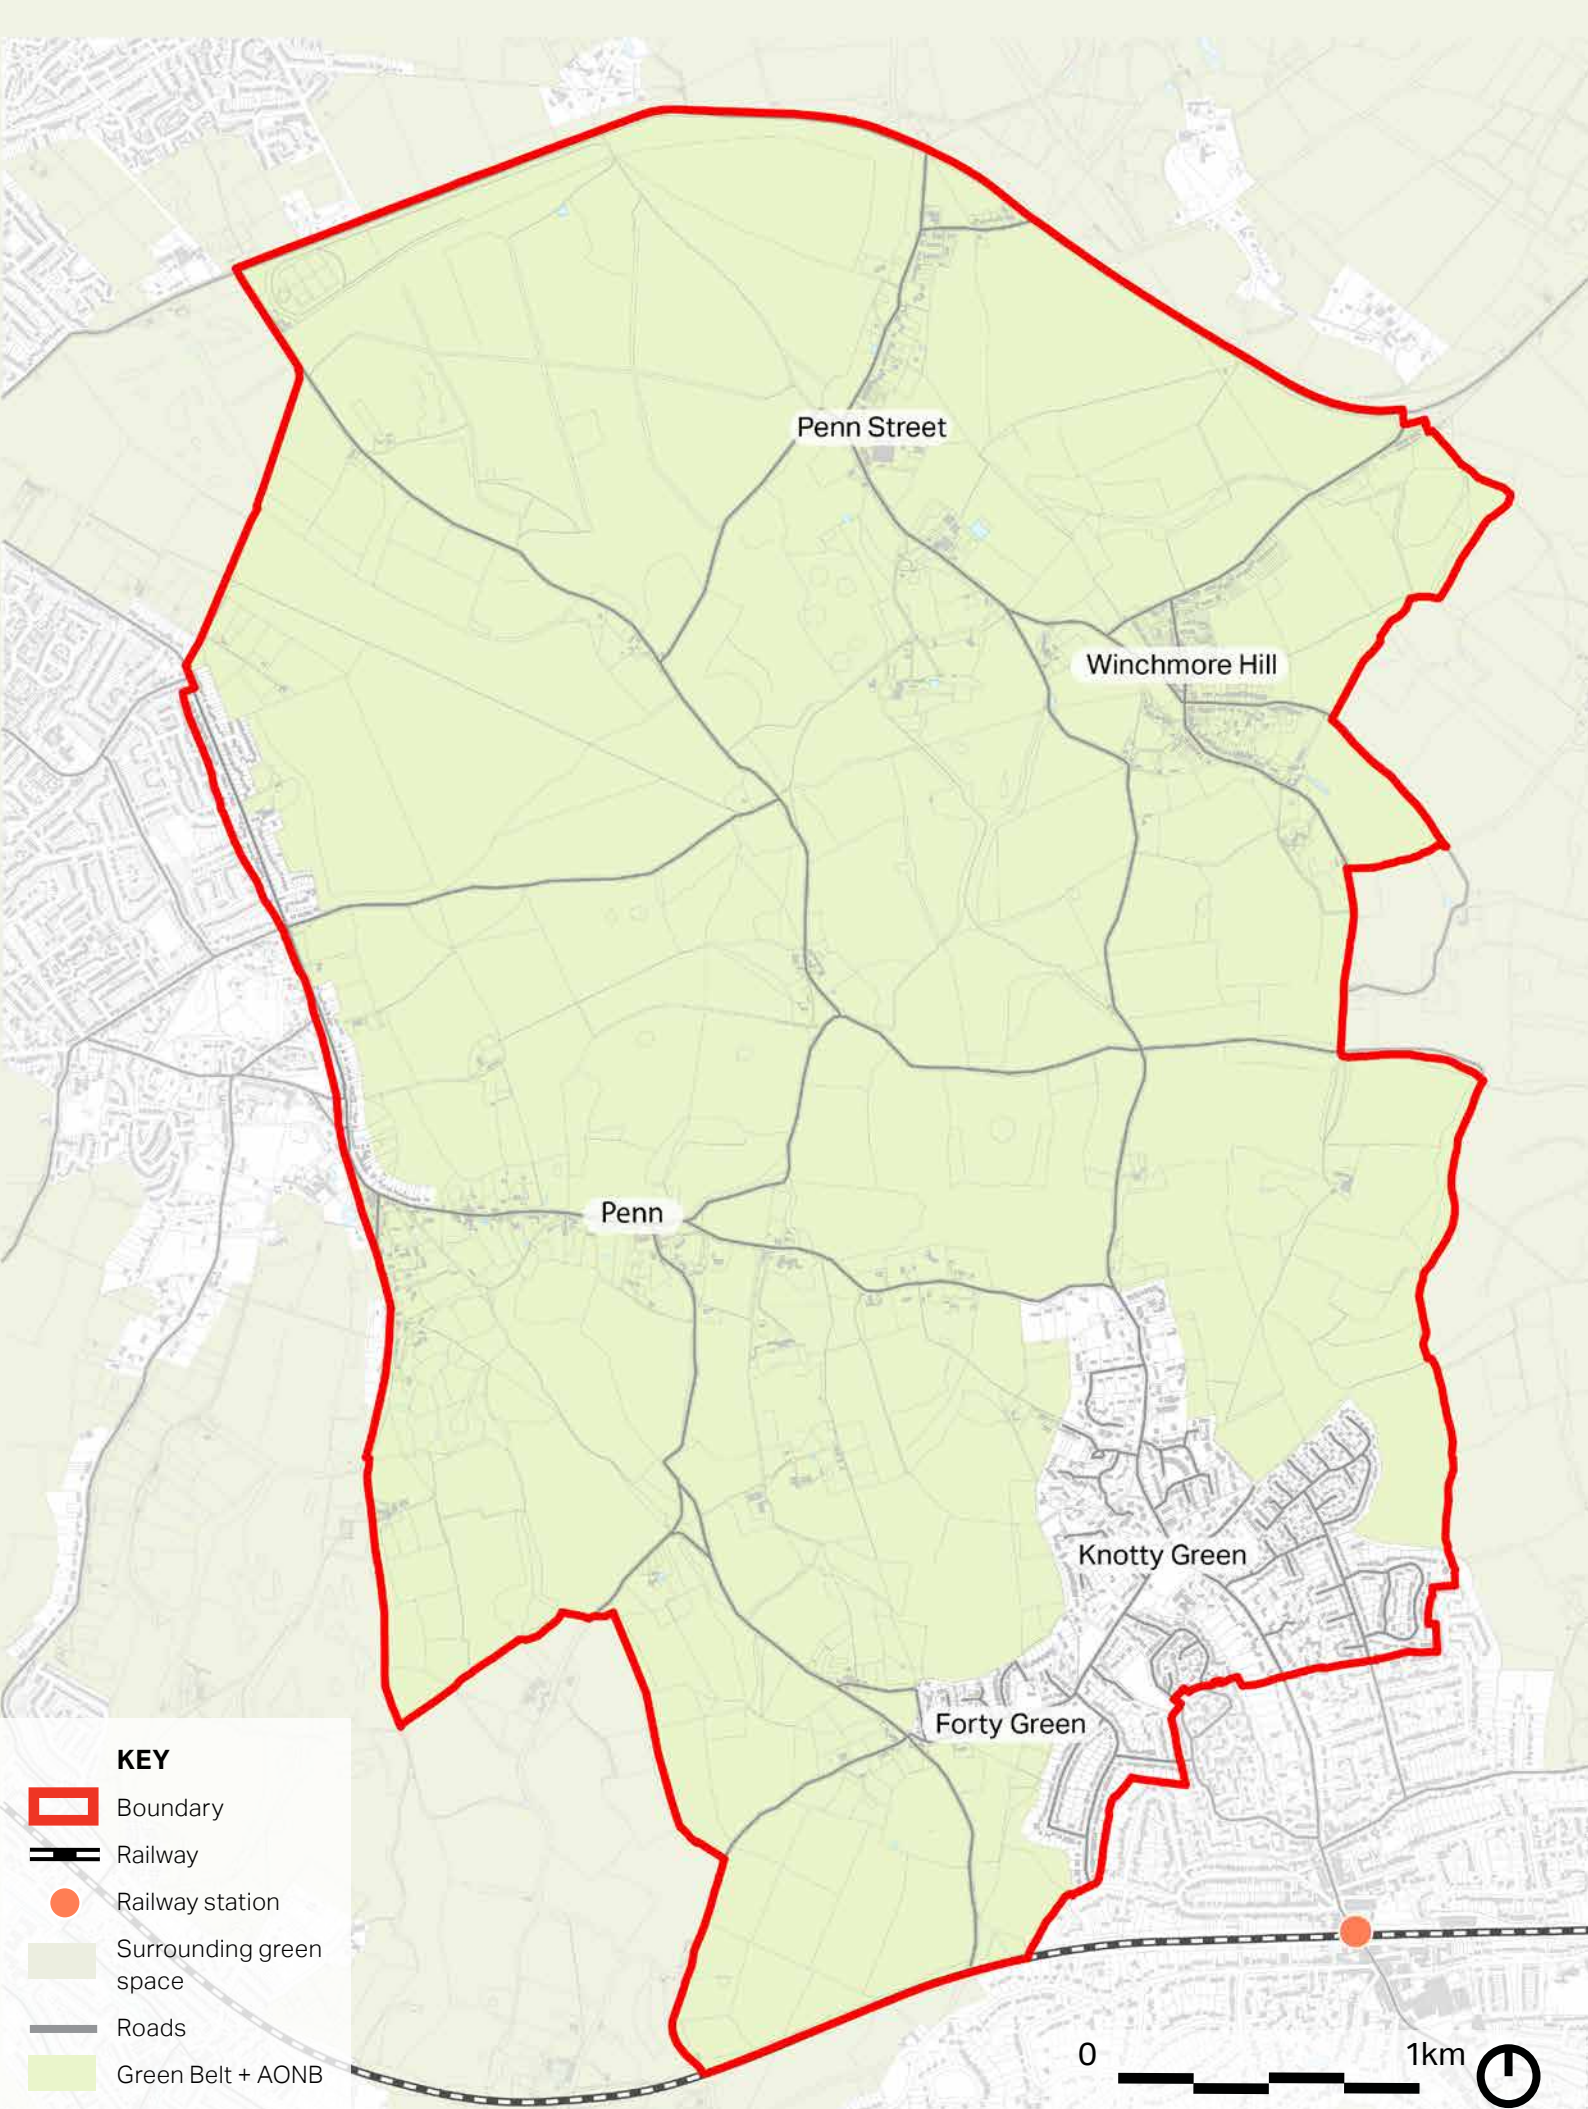 Penn Street
Winchmore Hill
Penn
Knotty Green
Forty Green
KEY
Boundary
Railway
Railway station
Surrounding green
space
Roads
Green Belt + AONB
0 1km